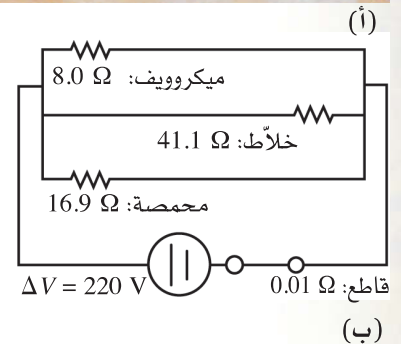 (أ)
ميكروويف: 8.0 Ω
خلاّط: 41.1 Ω
محمصة: 16.9 Ω
ΔV = 220 V
قاطع: 0.01 Ω
(ب)